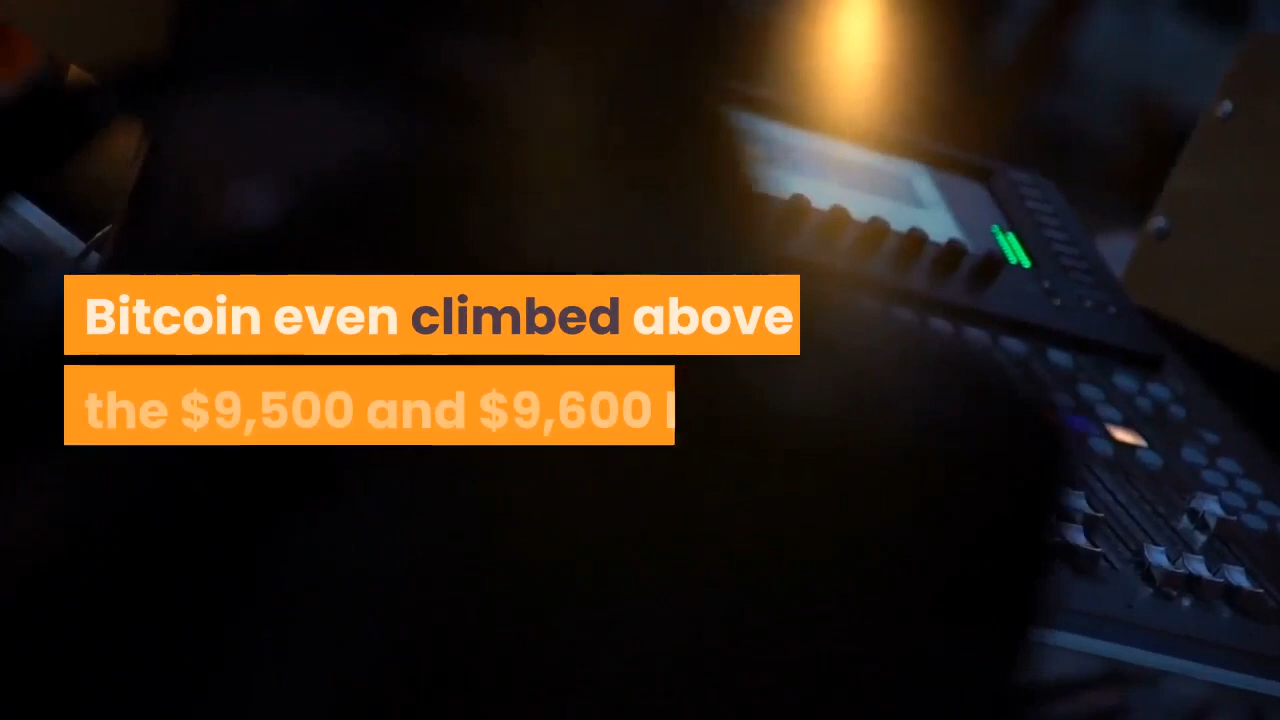 Bitcoin even climbed above
the $9,500 and $9,600